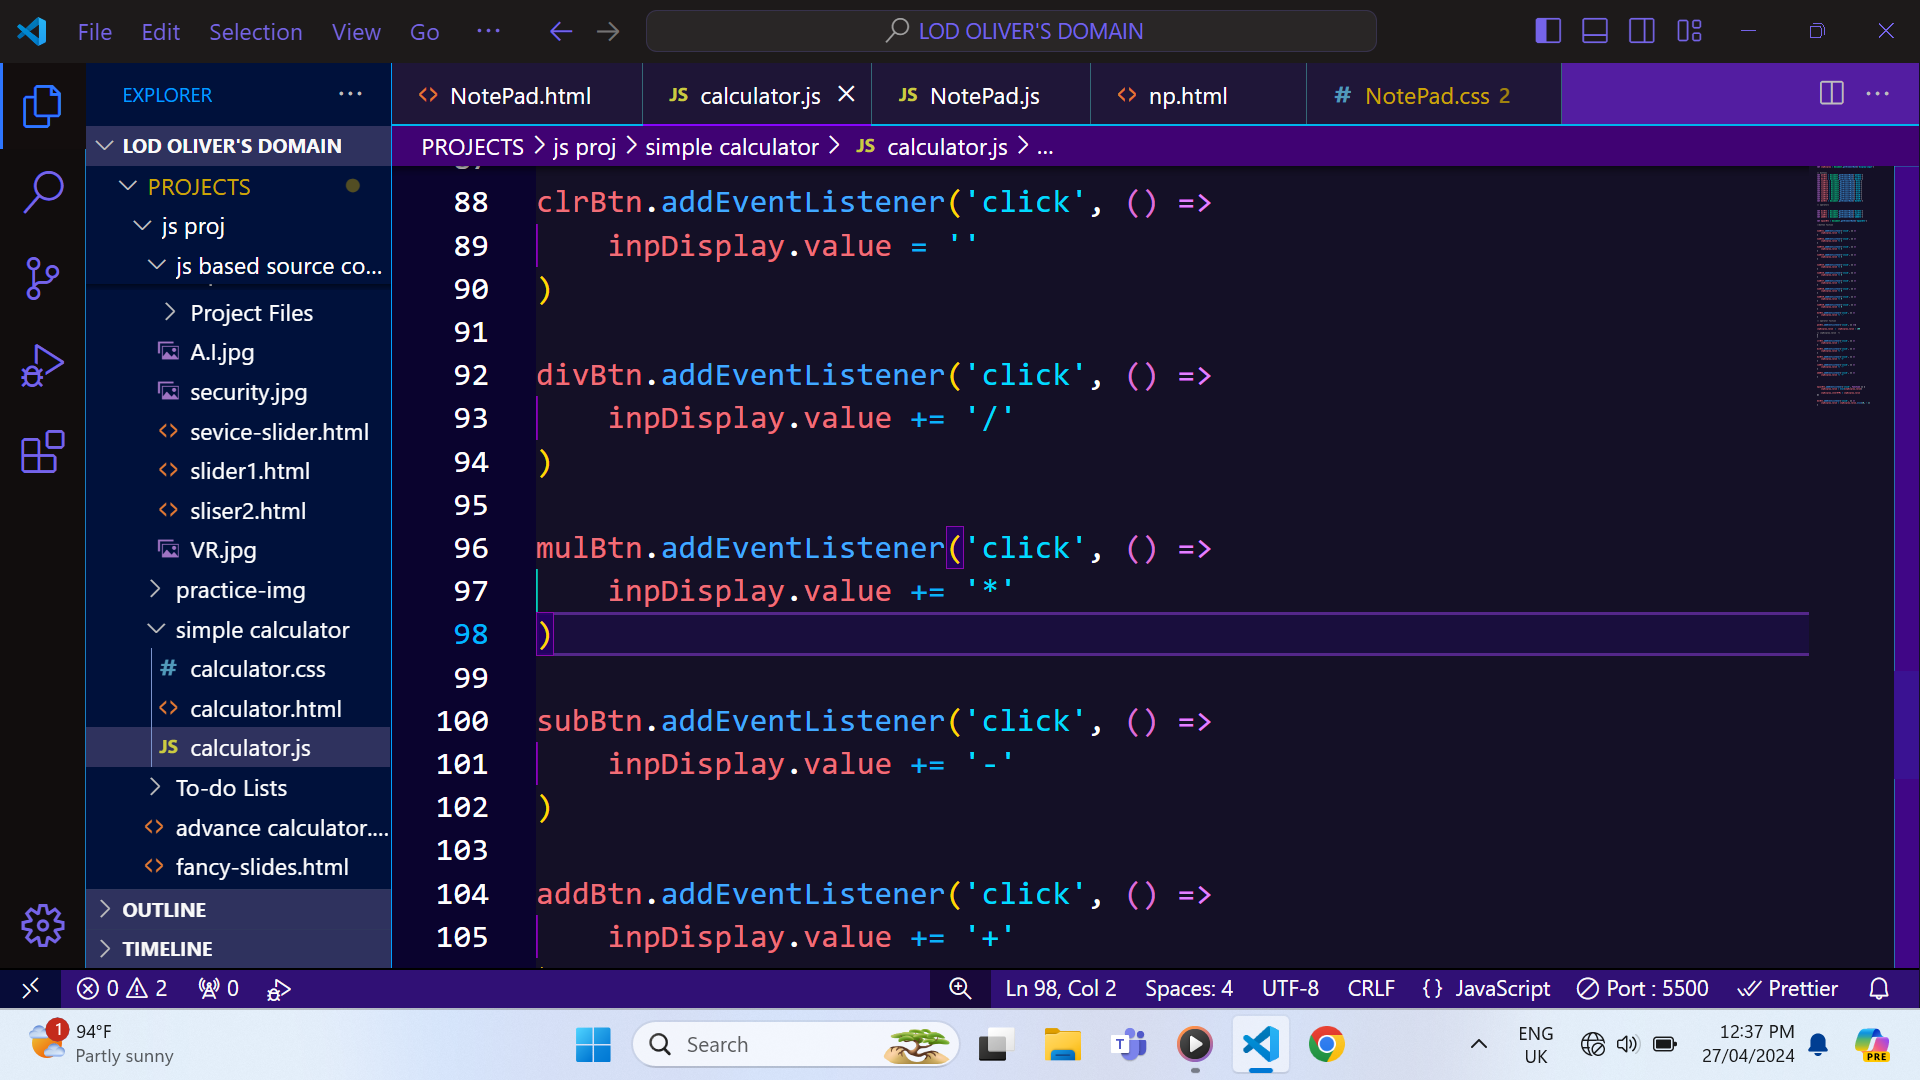 File Edit Selection View Go ··· LOD OLIVER'S DOMAIN
EXPLORER
NotePad.html JS calculator.js JS NotePad.js np.html # NotePad.css 2
PROJECTS > js proj > simple calculator > JS calculator.js > ...
LOD OLIVER'S DOMAIN
PROJECTS
js proj
js based source co...
Project Files
A.I.jpg
security.jpg
sevice-slider.html
slider1.html
sliser2.html
VR.jpg
practice-img
simple calculator
# calculator.css
calculator.html
JS calculator.js
To-do Lists
advance calculator....
fancy-slides.html
OUTLINE
TIMELINE
88 clrBtn.addEventListener('click', () =>
89     inpDisplay.value = ''
90 )
91
92 divBtn.addEventListener('click', () =>
93     inpDisplay.value += '/'
94 )
95
96 mulBtn.addEventListener('click', () =>
97     inpDisplay.value += '*'
98 )
99
100 subBtn.addEventListener('click', () =>
101     inpDisplay.value += '-'
102 )
103
104 addBtn.addEventListener('click', () =>
105     inpDisplay.value += '+'
0 2 0 Ln 98, Col 2 Spaces: 4 UTF-8 CRLF {} JavaScript Port : 5500 Prettier
1 94°F
Partly sunny
Search
T
ENG
UK
12:37 PM
27/04/2024
PRE